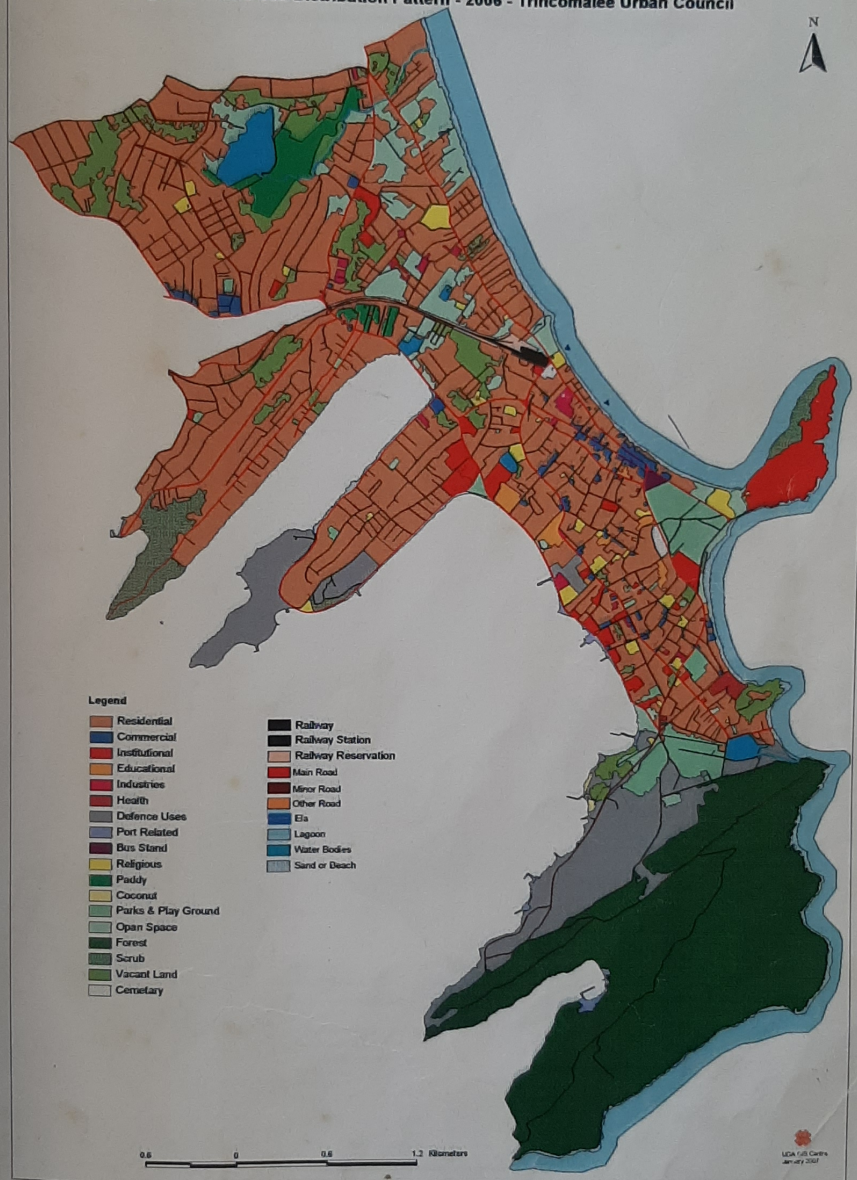 Pattern - 2006 - Trincomalee Urban Council
N
Legend
Residential
Commercial
Institutional
Educational
Industries
Health
Defence Uses
Port Related
Bus Stand
Religious
Paddy
Coconut
Parks & Play Ground
Opan Space
Forest
Scrub
Vacant Land
Cemetary
Railway
Railway Station
Railway Reservation
Main Road
Minor Road
Other Road
Ela
Lagoon
Water Bodies
Sand or Beach
0.6 0 0.6 1.2 Kilometers
UDA GIS Centre
January 2007